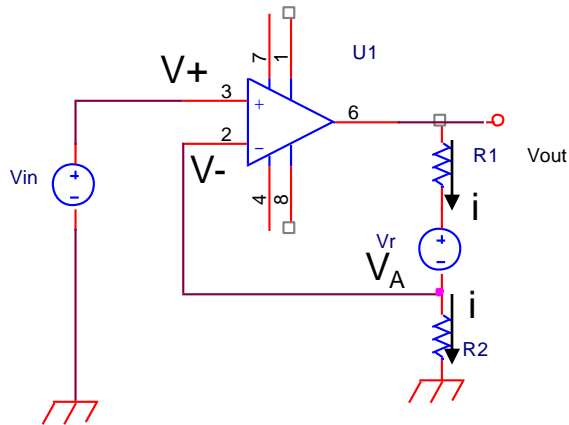 U1
7
1
V+
3
+
6
2
−
V-
Vin
+
−
4
8
R1
Vout
i
Vr
+
−
VA
i
R2